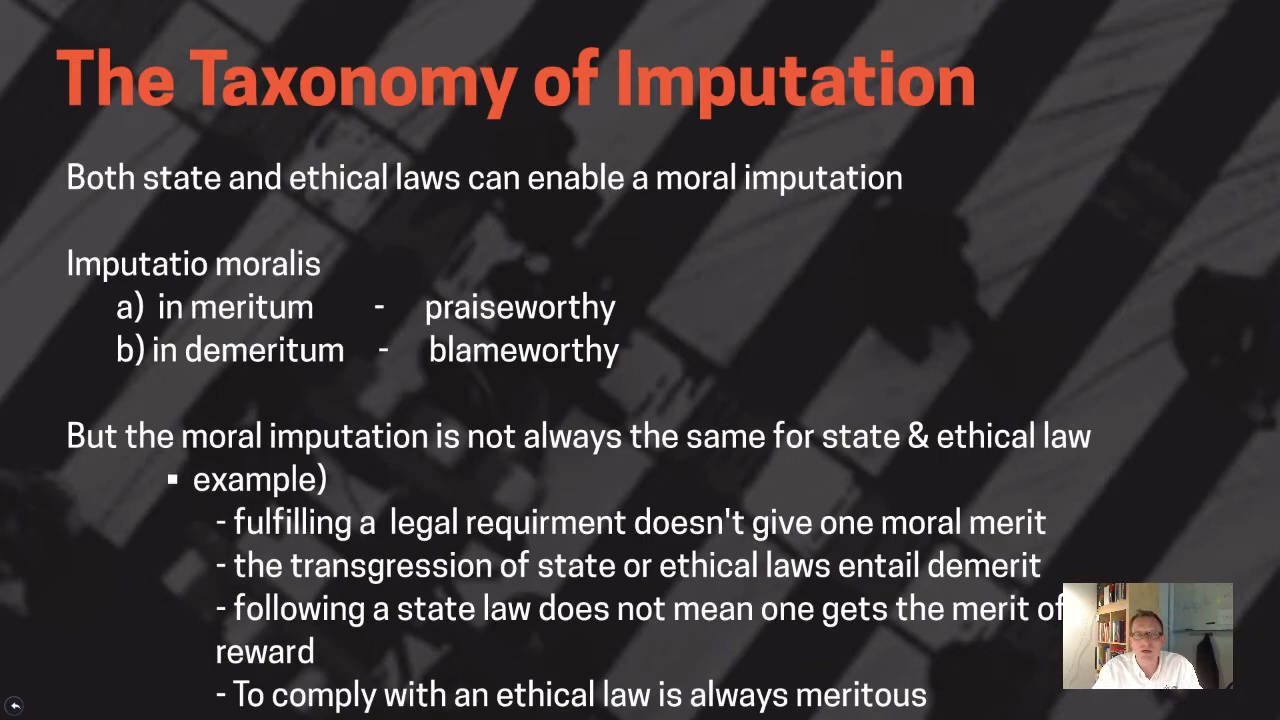 The Taxonomy of Imputation
Both state and ethical laws can enable a moral imputation
Imputatio moralis
a) in meritum - praiseworthy
b) in demeritum - blameworthy
But the moral imputation is not always the same for state & ethical law
▪ example)
- fulfilling a legal requirment doesn't give one moral merit
- the transgression of state or ethical laws entail demerit
- following a state law does not mean one gets the merit of
reward
- To comply with an ethical law is always meritous